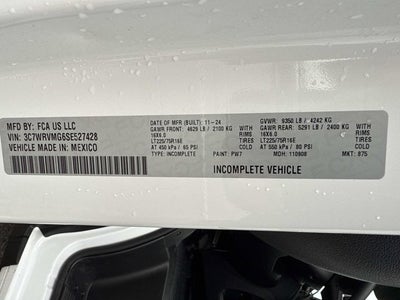 MFD BY: FCA US LLC
VIN: 3C7WRVMG6SE527428
VEHICLE MADE IN: MEXICO
DATE OF MFR (BUILT) 11-24
GAWR FRONT: 4629 LB / 2100 KG
WITH
16X6.0
RIMS
LT225/75R16E
TIRES
AT 450 kPa / 65 PSI
COLD
TYPE: INCOMPLETE
PAINT: PW7
GVWR: 9350 LB / 4242 KG
GAWR REAR: 5291 LB / 2400 KG
WITH
16X6.0
RIMS
LT225/75R16E
TIRES
AT 550 kPa / 80 PSI
COLD
MDH: 110908
MKT: 875
INCOMPLETE VEHICLE